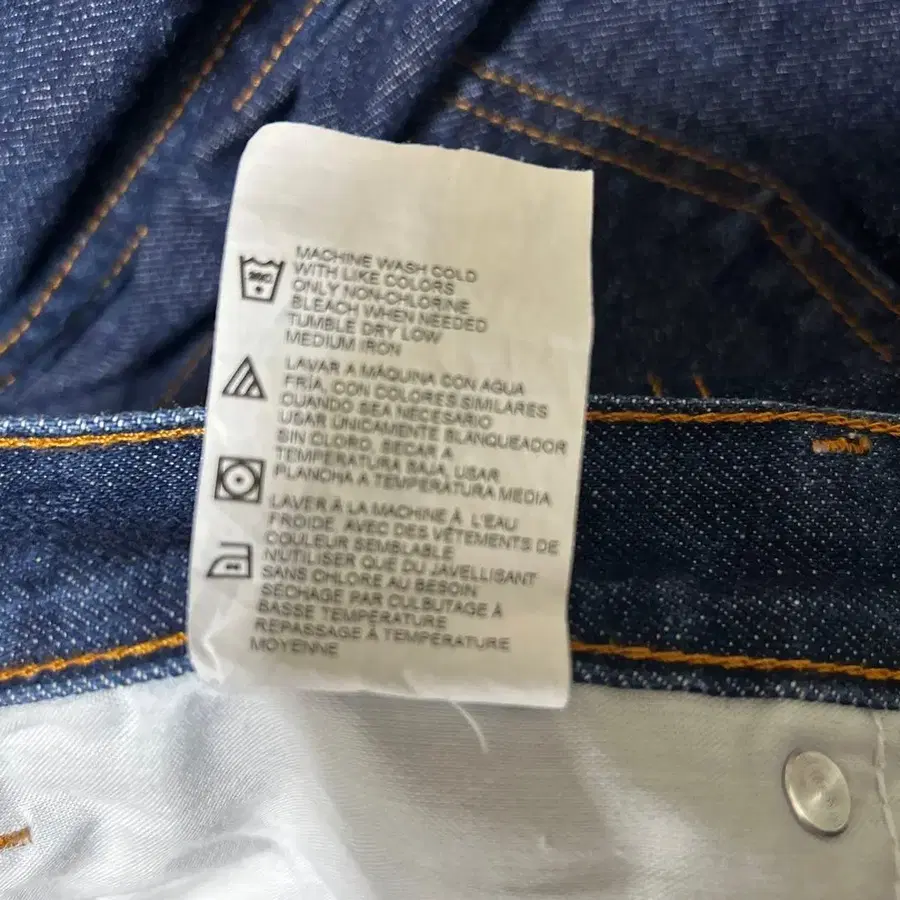 MACHINE WASH COLD
WITH LIKE COLORS
ONLY NON-CHLORINE
BLEACH WHEN NEEDED
TUMBLE DRY LOW
MEDIUM IRON
LAVAR A MÁQUINA CON AGUA
FRÍA, CON COLORES SIMILARES
CUANDO SEA NECESARIO
USAR ÚNICAMENTE BLANQUEADOR
SIN CLORO, SECAR A
TEMPERATURA BAJA, USAR
PLANCHA A TEMPERATURA MEDIA
LAVER À LA MACHINE À L'EAU
FROIDE AVEC DES VÊTEMENTS DE
COULEUR SEMBLABLE
N'UTILISER QUE DU JAVELLISANT
SANS CHLORE AU BESOIN
SÉCHAGE PAR CULBUTAGE À
BASSE TEMPÉRATURE
REPASSAGE À TEMPÉRATURE
MOYENNE